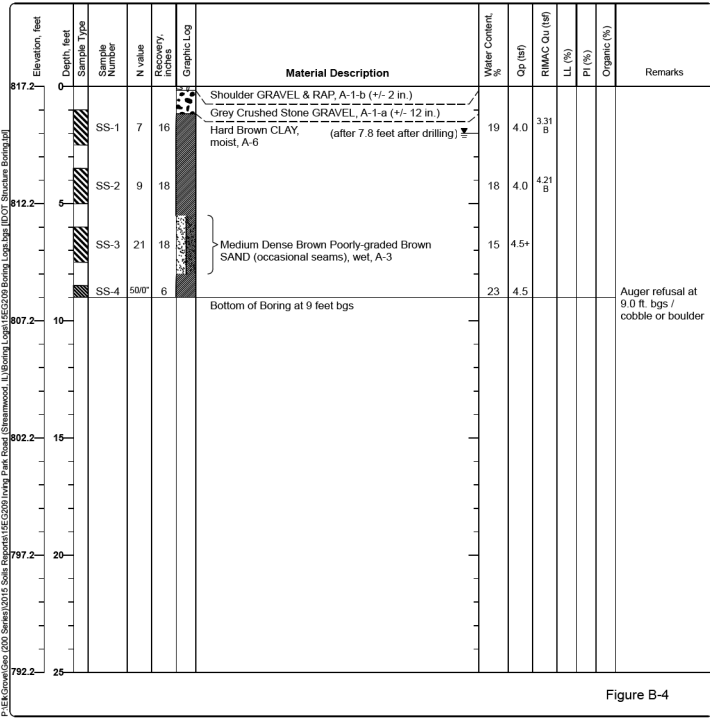 Elevation, feet
Depth, feet
Sample Type
Sample Number
N value
Recovery, inches
Graphic Log
Material Description
Water Content, %
Qp (tsf)
RIMAC Qu (tsf)
LL (%)
PI (%)
Organic (%)
Remarks
817.2 0
Shoulder GRAVEL & RAP, A-1-b (+/- 2 in.)
Grey Crushed Stone GRAVEL, A-1-a (+/- 12 in.)
SS-1 7 16 Hard Brown CLAY, (after 7.8 feet after drilling) 19 4.0 3.31 B
moist, A-6
SS-2 9 18 18 4.0 4.21 B
812.2 5
SS-3 21 18 Medium Dense Brown Poorly-graded Brown 15 4.5+
SAND (occasional seams), wet, A-3
SS-4 50/0" 6 23 4.5 Auger refusal at
Bottom of Boring at 9 feet bgs 9.0 ft. bgs /
807.2 10 cobble or boulder
802.2 15
797.2 20
792.2 25
Figure B-4
P:\ElkGrove\Geo (200 Series)\2015 Soils Reports\15EG209 Irving Park Road (Streamwood, IL)\Boring Logs\15EG209 Boring Logs.bgs [IDOT Structure Boring.tpl]